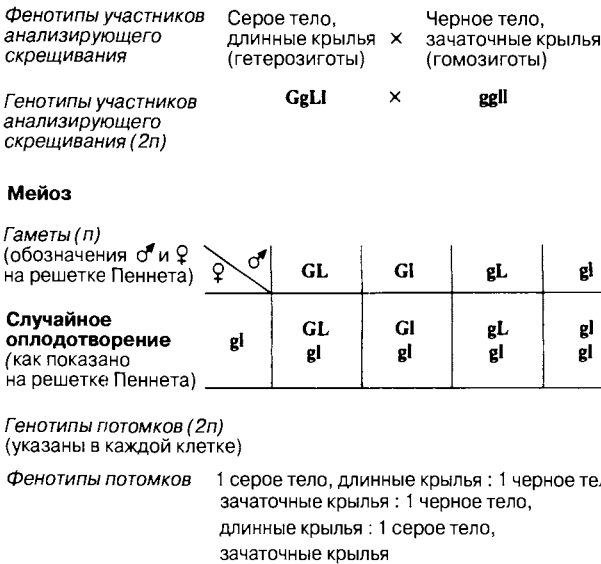 Фенотипы участников
анализирующего
скрещивания
Серое тело,
длинные крылья
(гетерозиготы)
×
Черное тело,
зачаточные крылья
(гомозиготы)
Генотипы участников
анализирующего
скрещивания (2п)
GgLl × ggll
Мейоз
Гаметы (п)
(обозначения ♂ и ♀
на решетке Пеннета)
♀ ♂ GL Gl gL gl
Случайное
оплодотворение
(как показано
на решетке Пеннета)
gl
GL Gl gL gl
gl gl gl gl
Генотипы потомков (2п)
(указаны в каждой клетке)
Фенотипы потомков
1 серое тело, длинные крылья : 1 черное
зачаточные крылья : 1 черное тело,
длинные крылья : 1 серое тело,
зачаточные крылья